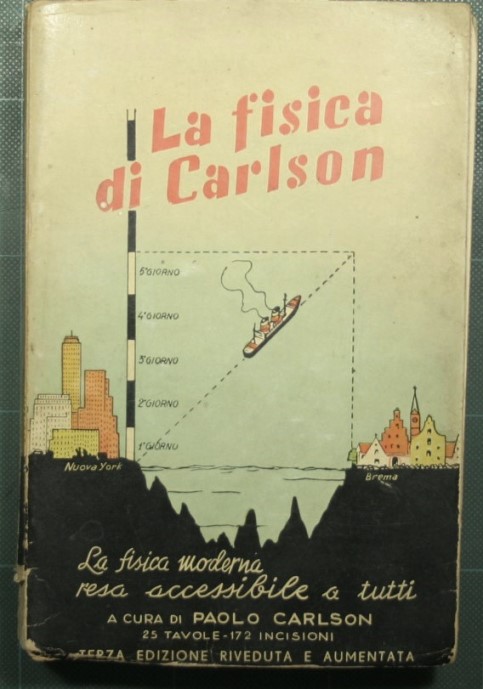 La fisica
di Carlson
5°GIORNO
4°GIORNO
3°GIORNO
2°GIORNO
1°GIORNO
Nuova York
Brema
La fisica moderna
resa accessibile a tutti
A CURA DI PAOLO CARLSON
25 TAVOLE-172 INCISIONI
TERZA EDIZIONE RIVEDUTA E AUMENTATA